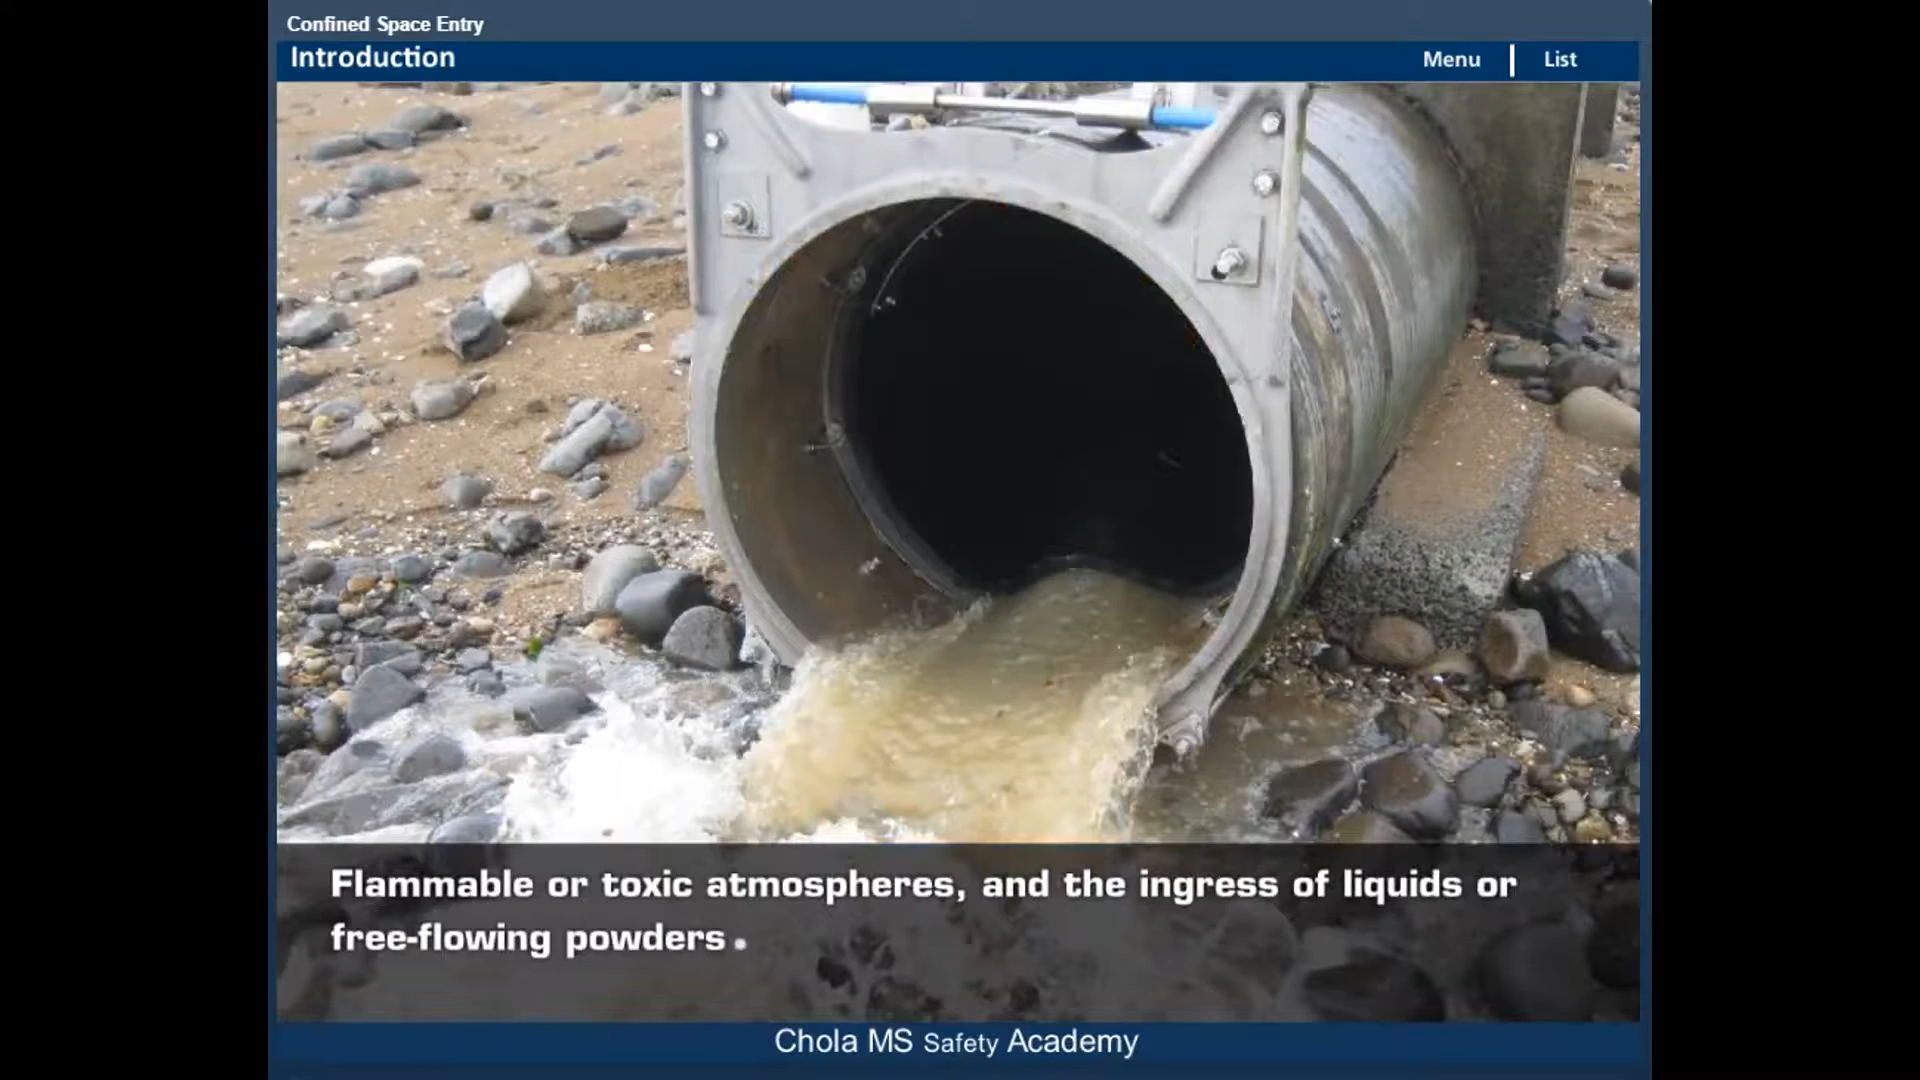 Confined Space Entry
Introduction
Menu | List
Flammable or toxic atmospheres, and the ingress of liquids or
free-flowing powders.
Chola MS Safety Academy